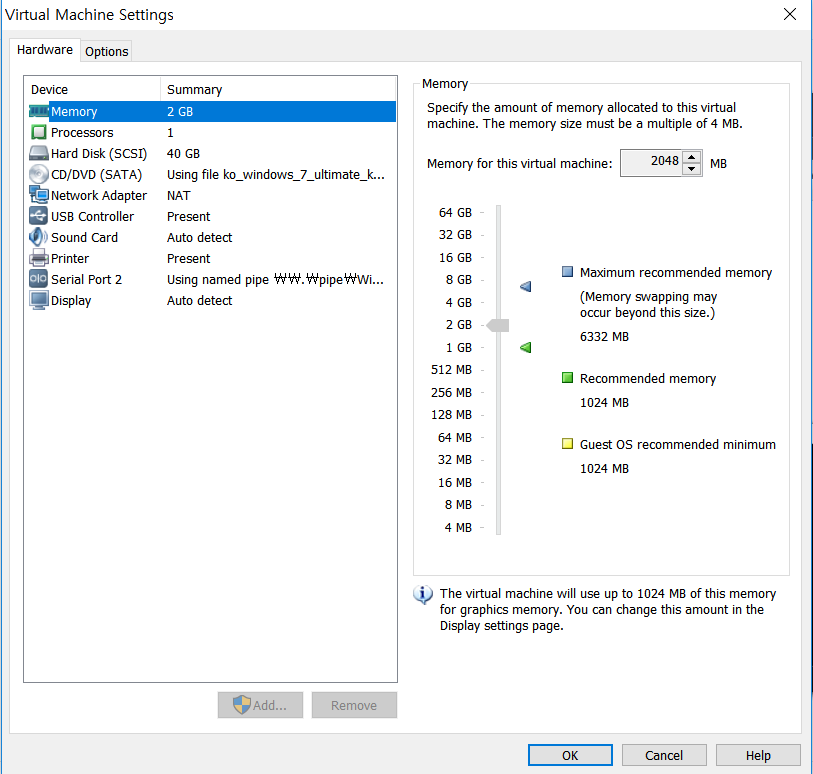 Virtual Machine Settings
Hardware Options
Device Summary
Memory 2 GB
Processors 1
Hard Disk (SCSI) 40 GB
CD/DVD (SATA) Using file ko_windows_7_ultimate_k...
Network Adapter NAT
USB Controller Present
Sound Card Auto detect
Printer Present
Serial Port 2 Using named pipe ₩₩.₩pipe₩Wi...
Display Auto detect
Add...
Remove
Memory
Specify the amount of memory allocated to this virtual
machine. The memory size must be a multiple of 4 MB.
Memory for this virtual machine: 2048 MB
64 GB
32 GB
16 GB
8 GB
4 GB
2 GB
1 GB
512 MB
256 MB
128 MB
64 MB
32 MB
16 MB
8 MB
4 MB
Maximum recommended memory
(Memory swapping may
occur beyond this size.)
6332 MB
Recommended memory
1024 MB
Guest OS recommended minimum
1024 MB
The virtual machine will use up to 1024 MB of this memory
for graphics memory. You can change this amount in the
Display settings page.
OK Cancel Help